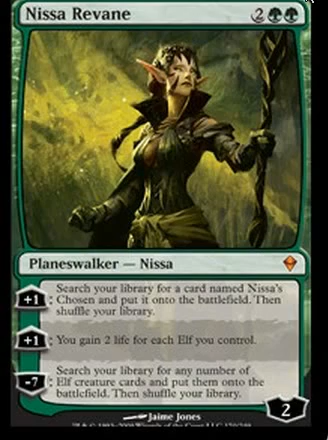 Nissa Revane 2
Planeswalker — Nissa
+1: Search your library for a card named Nissa's
Chosen and put it onto the battlefield. Then
shuffle your library.
+1: You gain 2 life for each Elf you control.
-7: Search your library for any number of
Elf creature cards and put them onto the
battlefield. Then shuffle your library.
Jaime Jones
2